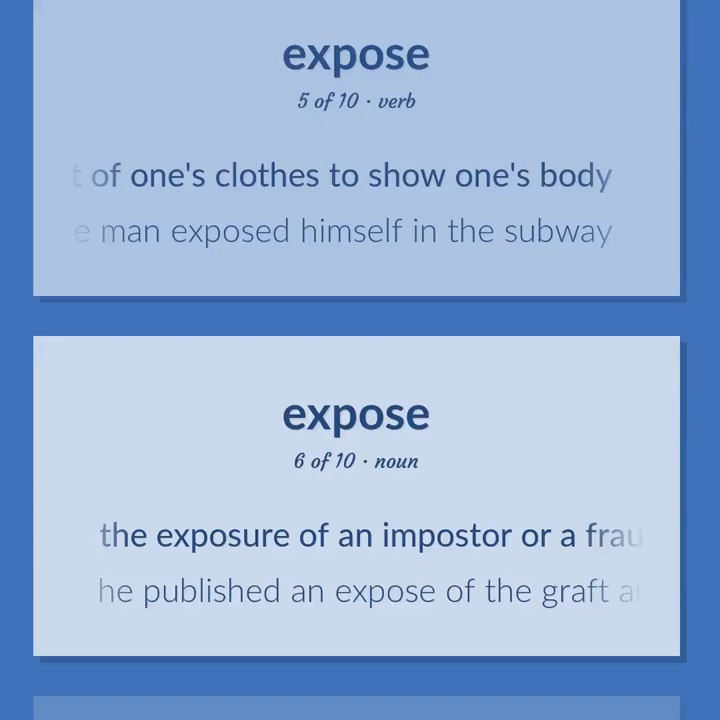 expose
5 of 10 · verb
of one's clothes to show one's body
man exposed himself in the subway
expose
6 of 10 · noun
the exposure of an impostor or a
he published an expose of the graft